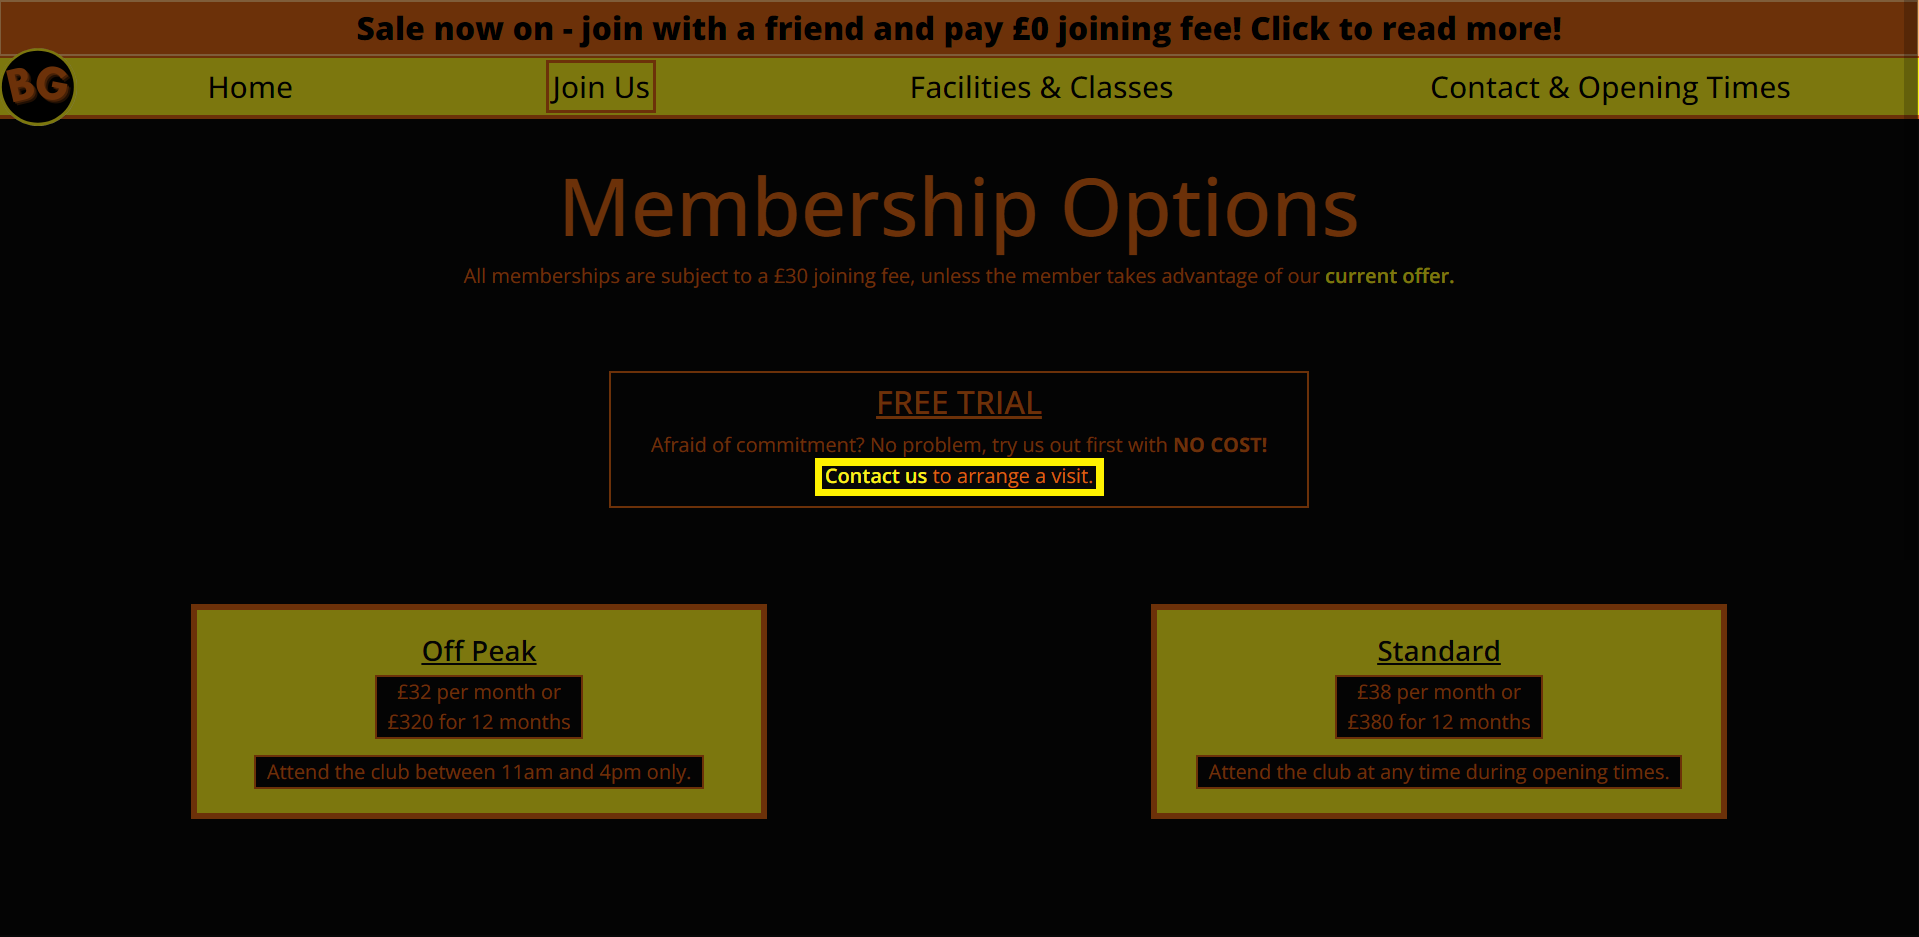 Sale now on - join with a friend and pay £0 joining fee! Click to read more!
BG
Home
Join Us
Facilities & Classes
Contact & Opening Times
Membership Options
All memberships are subject to a £30 joining fee, unless the member takes advantage of our current offer.
FREE TRIAL
Afraid of commitment? No problem, try us out first with NO COST!
Contact us to arrange a visit.
Off Peak
£32 per month or
£320 for 12 months
Attend the club between 11am and 4pm only.
Standard
£38 per month or
£380 for 12 months
Attend the club at any time during opening times.